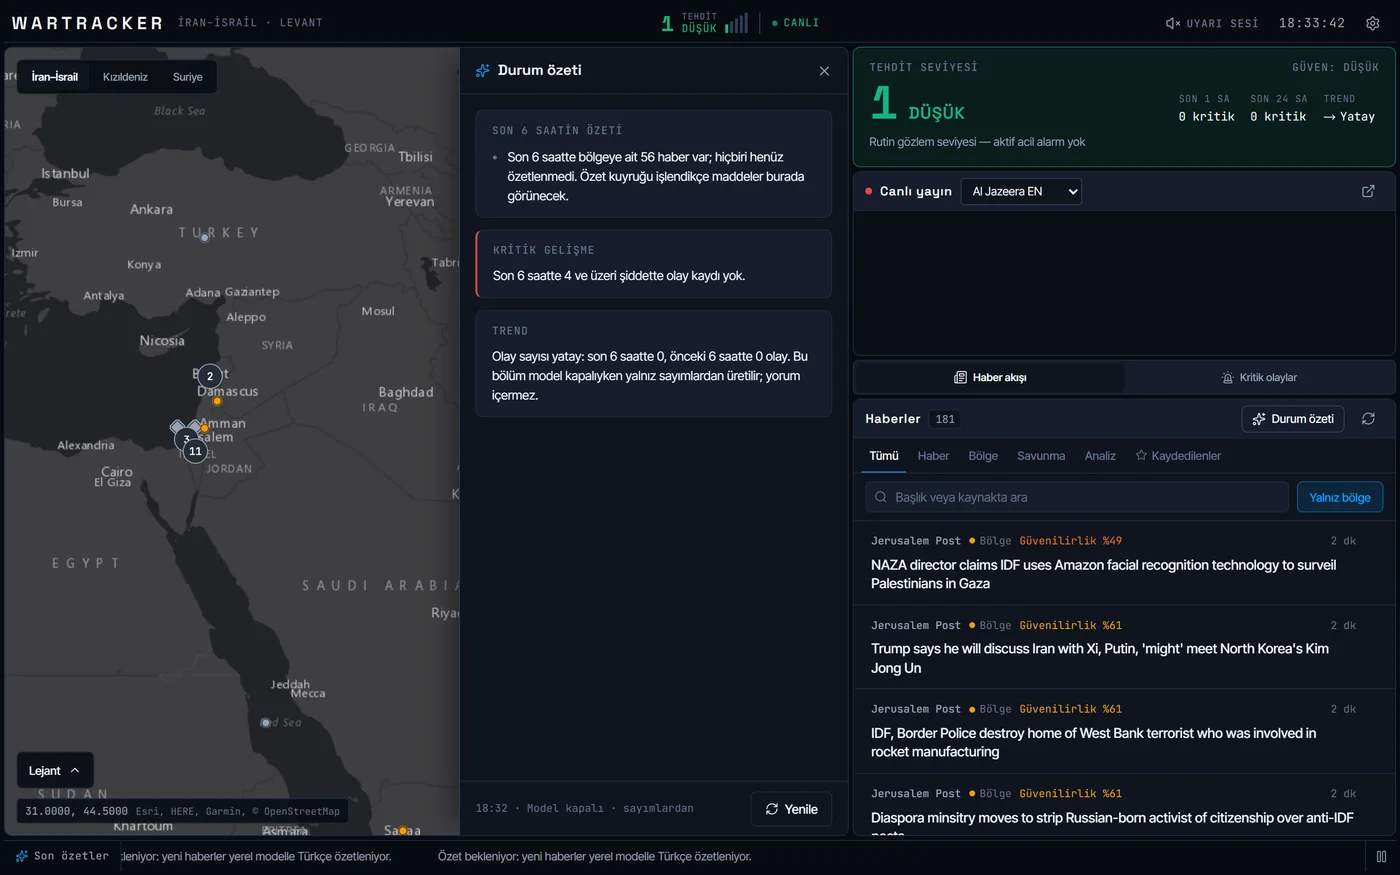 WARTRACKER
İRAN–İSRAİL · LEVANT
1 TEHDİT
DÜŞÜK
CANLI
UYARI SESİ
18:33:42
İran–İsrail
Kızıldeniz
Suriye
Black Sea
GEORGIA
Tbilisi
Istanbul
ARMENIA
Yerevan
Bursa
Ankara
TURKEY
Izmir
Konya
Antalya
Adana
Gaziantep
Aleppo
Mosul
Nicosia
SYRIA
2
Damascus
Baghdad
IRAQ
Amman
3
11
Alexandria
JORDAN
Cairo
El Giza
EGYPT
SAUDI ARABIA
Jeddah
Mecca
SUDAN
Khartoum
Asmara
Lejant
31.0000, 44.5000 Esri, HERE, Garmin, © OpenStreetMap
Durum özeti
SON 6 SAATİN ÖZETİ
Son 6 saatte bölgeye ait 56 haber var; hiçbiri henüz
özetlenmedi. Özet kuyruğu işlendikçe maddeler burada
görünecek.
KRİTİK GELİŞME
Son 6 saatte 4 ve üzeri şiddette olay kaydı yok.
TREND
Olay sayısı yatay: son 6 saatte 0, önceki 6 saatte 0 olay. Bu
bölüm model kapalıyken yalnız sayımlardan üretilir; yorum
içermez.
18:32 · Model kapalı · sayımlardan
Yenile
TEHDİT SEVİYESİ
GÜVEN: DÜŞÜK
1 DÜŞÜK
SON 1 SA
0 kritik
SON 24 SA
0 kritik
TREND
→ Yatay
Rutin gözlem seviyesi — aktif acil alarm yok
Canlı yayın
Al Jazeera EN
Haber akışı
Kritik olaylar
Haberler 181
Durum özeti
Tümü
Haber
Bölge
Savunma
Analiz
Kaydedilenler
Başlık veya kaynakta ara
Yalnız bölge
Jerusalem Post Bölge Güvenilirlik %49 2 dk
NAZA director claims IDF uses Amazon facial recognition technology to surveil
Palestinians in Gaza
Jerusalem Post Bölge Güvenilirlik %61 2 dk
Trump says he will discuss Iran with Xi, Putin, 'might' meet North Korea's Kim
Jong Un
Jerusalem Post Bölge Güvenilirlik %61 2 dk
IDF, Border Police destroy home of West Bank terrorist who was involved in
rocket manufacturing
Jerusalem Post Bölge Güvenilirlik %61 2 dk
Diaspora minsitry moves to strip Russian-born activist of citizenship over anti-IDF
Son özetler
kleniyor: yeni haberler yerel modelle Türkçe özetleniyor.
Özet bekleniyor: yeni haberler yerel modelle Türkçe özetleniyor.